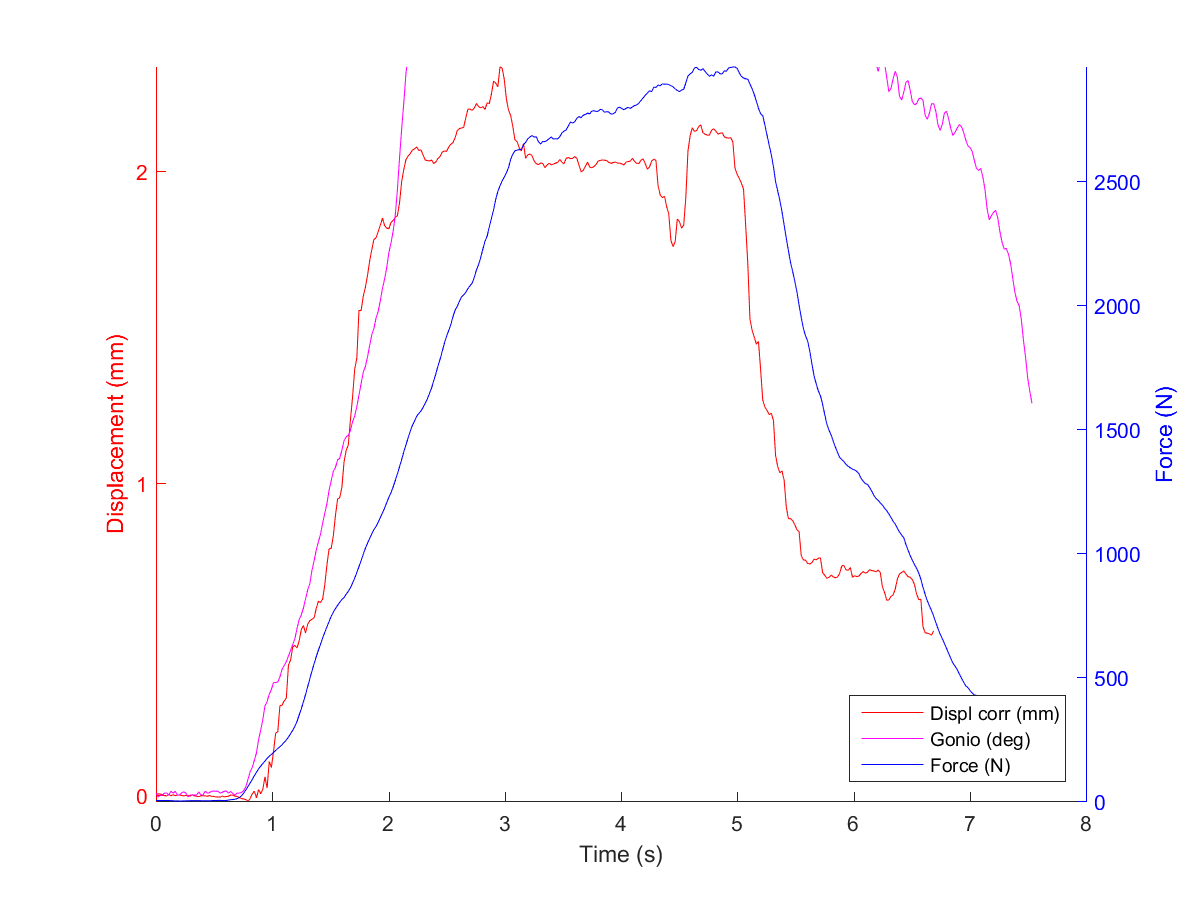 2
1
0
Displacement (mm)
2500
2000
1500
1000
500
0
Force (N)
Displ corr (mm)
Gonio (deg)
Force (N)
0 1 2 3 4 5 6 7 8
Time (s)